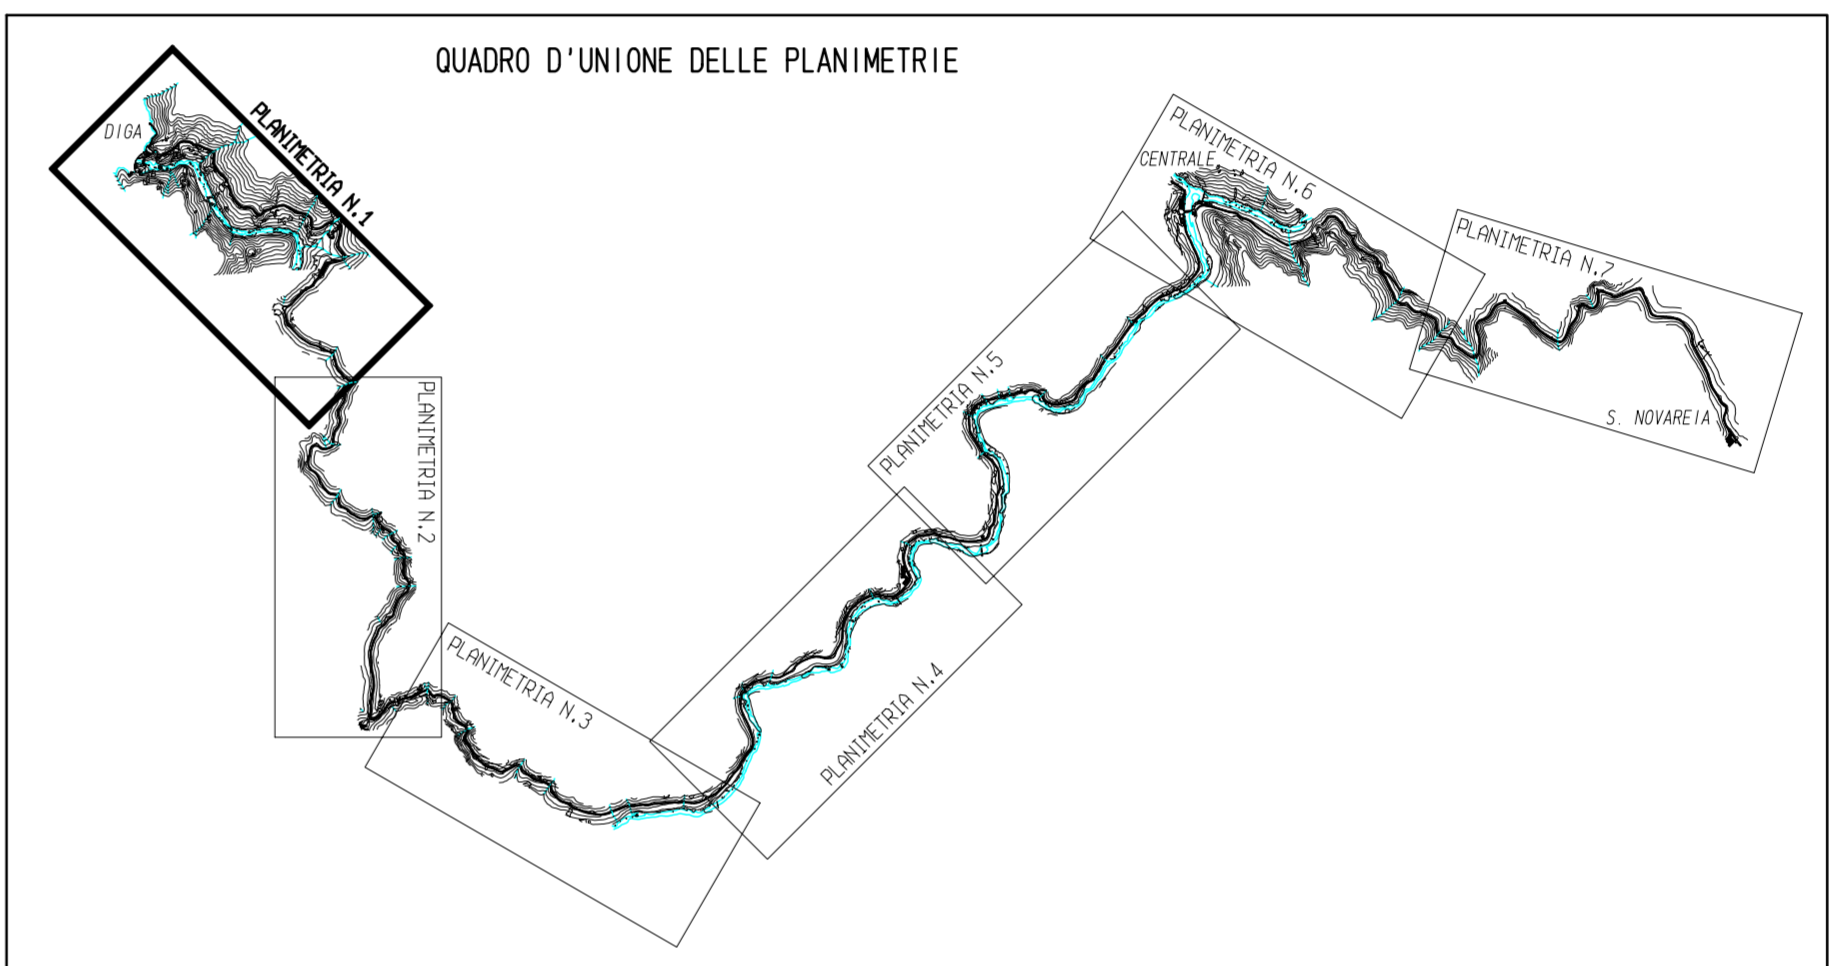 QUADRO D'UNIONE DELLE PLANIMETRIE
DIGA
PLANIMETRIA N.1
PLANIMETRIA N.2
PLANIMETRIA N.3
PLANIMETRIA N.4
PLANIMETRIA N.5
PLANIMETRIA N.6
CENTRALE
PLANIMETRIA N.7
S. NOVAREIA